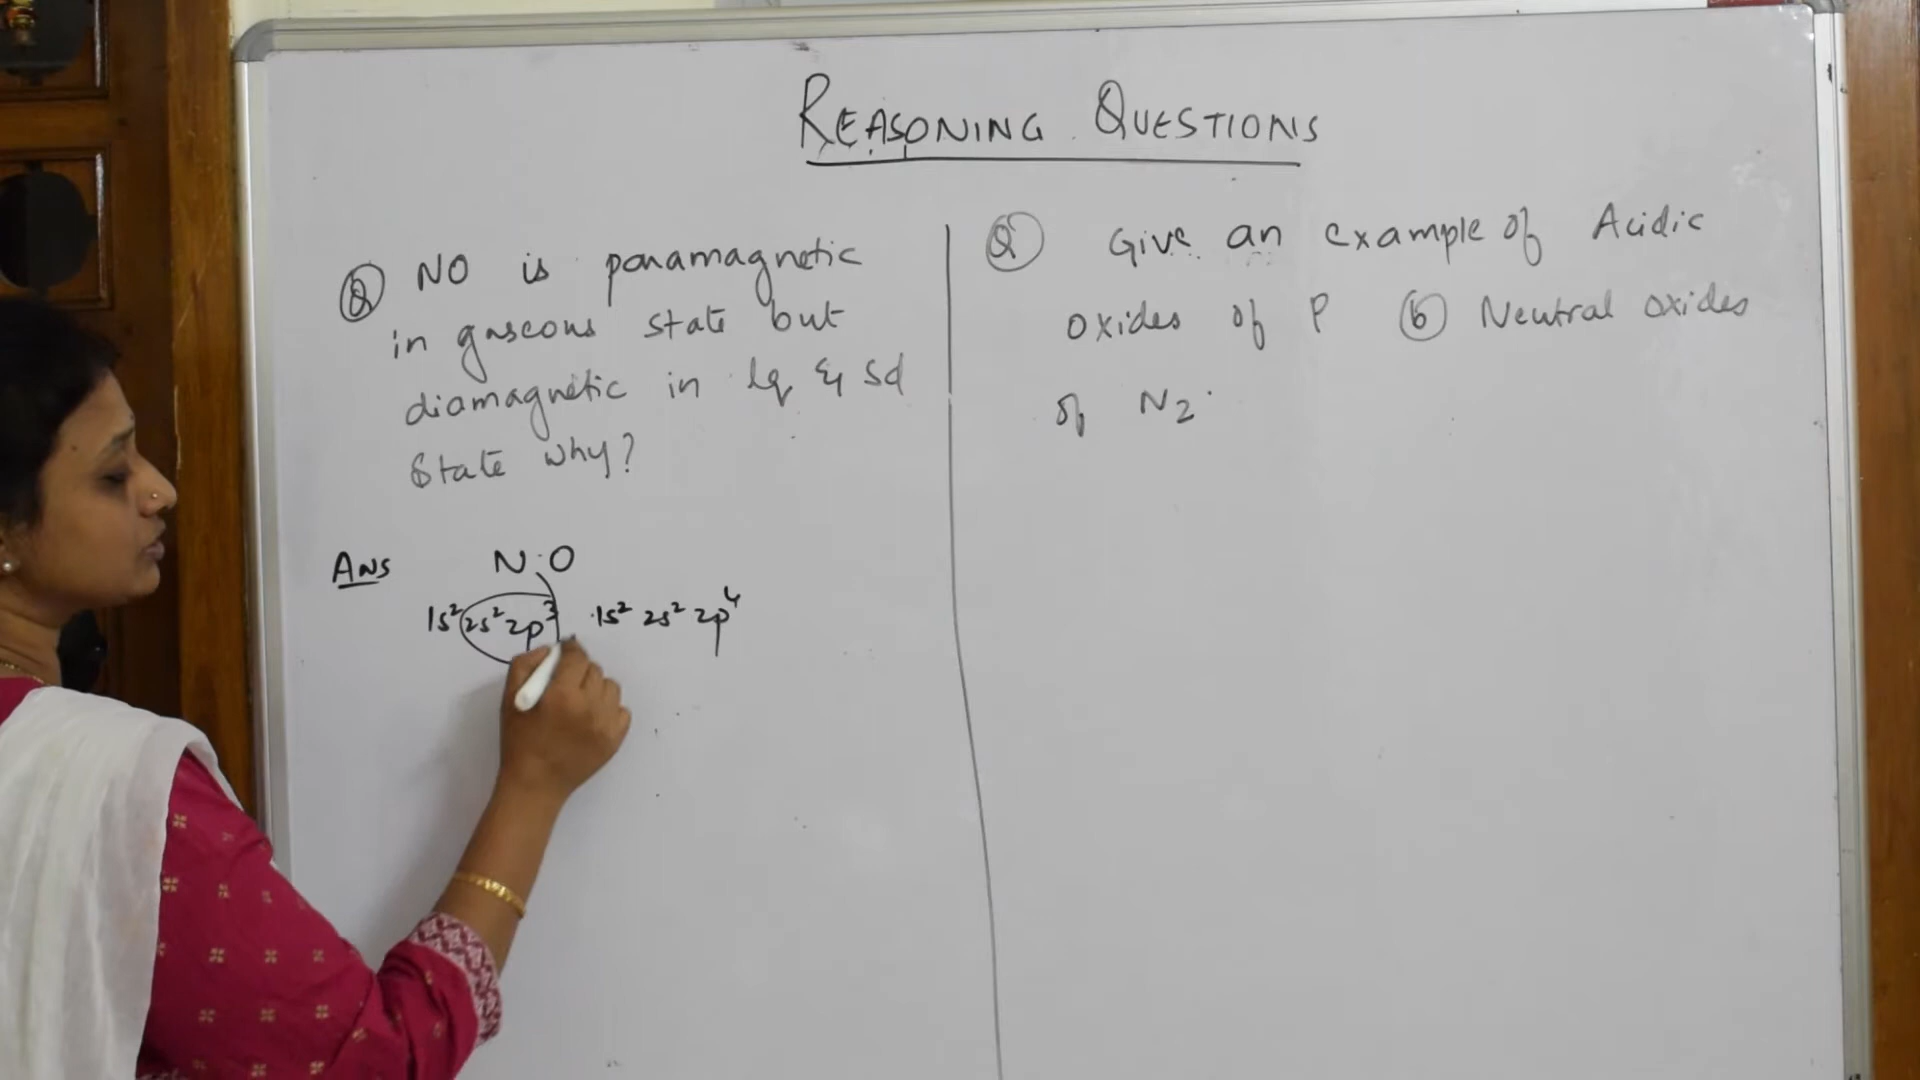 REASONING QUESTIONS
Q NO is paramagnetic
in gaseous state but
diamagnetic in lq & sd
State why?
Ans N O
1s² 2s² 2p³ 1s² 2s² 2p⁴
Q Give an example of Acidic
oxides of P (b) Neutral oxides
of N₂.